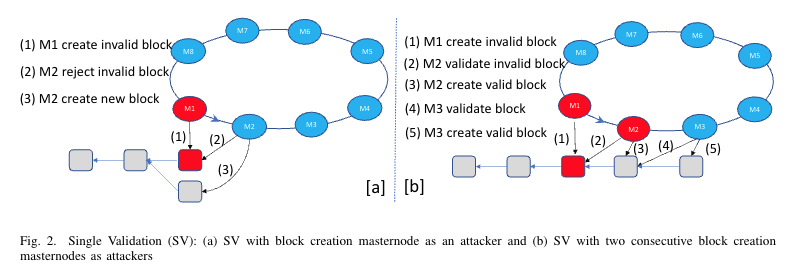 (1) M1 create invalid block
(2) M2 reject invalid block
(3) M2 create new block
M8
M7
M6
M5
M4
M3
M2
M1
(1)
(2)
(3)
[a]
(1) M1 create invalid block
(2) M2 validate invalid block
(3) M2 create valid block
(4) M3 validate block
(5) M3 create valid block
M8
M7
M6
M5
M4
M3
M2
M1
(1)
(2)
(3)
(4)
(5)
[b]
Fig. 2. Single Validation (SV): (a) SV with block creation masternode as an attacker and (b) SV with two consecutive block creation
masternodes as attackers